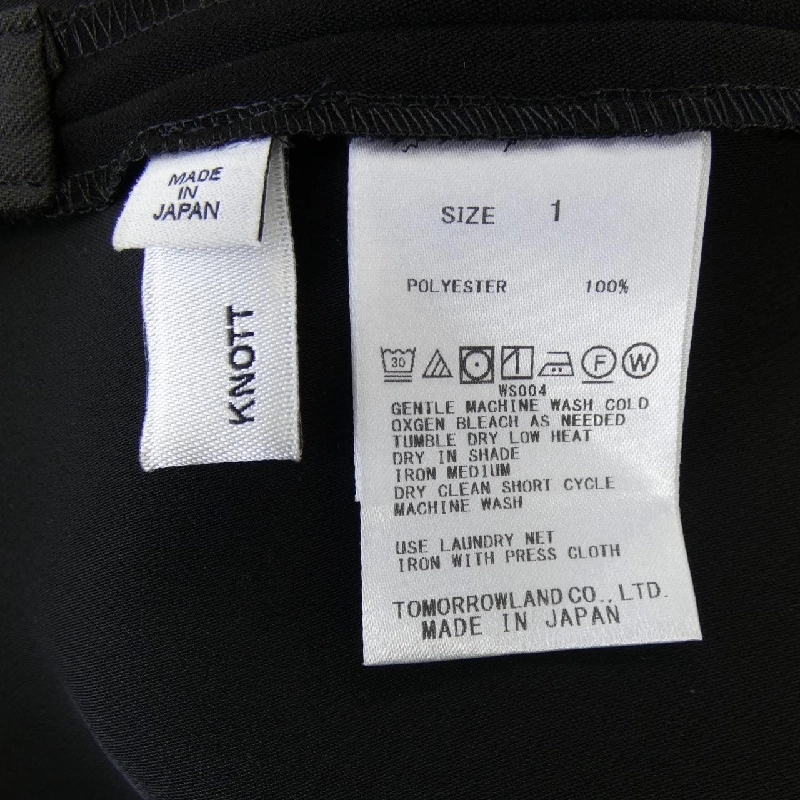 MADE
IN
JAPAN
KNOTT
SIZE 1
POLYESTER 100%
30 F W
WS004
GENTLE MACHINE WASH COLD
OXGEN BLEACH AS NEEDED
TUMBLE DRY LOW HEAT
DRY IN SHADE
IRON MEDIUM
DRY CLEAN SHORT CYCLE
MACHINE WASH
USE LAUNDRY NET
IRON WITH PRESS CLOTH
TOMORROWLAND CO., LTD.
MADE IN JAPAN